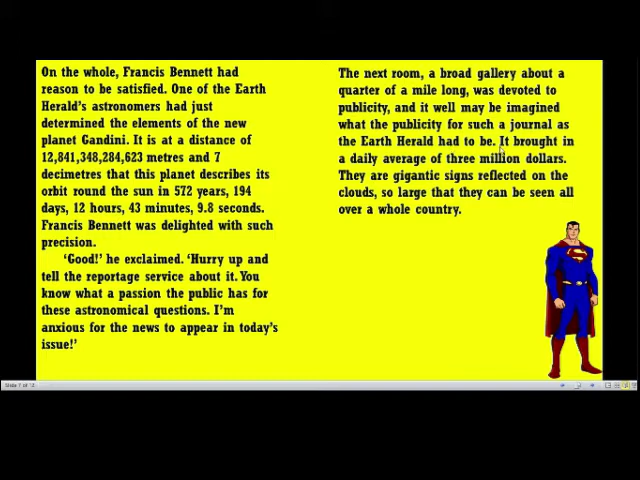 On the whole, Francis Bennett had
reason to be satisfied. One of the Earth
Herald's astronomers had just
determined the elements of the new
planet Gandini. It is at a distance of
12,841,348,284,623 metres and 7
decimetres that this planet describes its
orbit round the sun in 572 years, 194
days, 12 hours, 43 minutes, 9.8 seconds.
Francis Bennett was delighted with such
precision.
'Good!' he exclaimed. 'Hurry up and
tell the reportage service about it. You
know what a passion the public has for
these astronomical questions. I'm
anxious for the news to appear in today's
issue!'
The next room, a broad gallery about a
quarter of a mile long, was devoted to
publicity, and it well may be imagined
what the publicity for such a journal as
the Earth Herald had to be. It brought in
a daily average of three million dollars.
They are gigantic signs reflected on the
clouds, so large that they can be seen all
over a whole country.
S